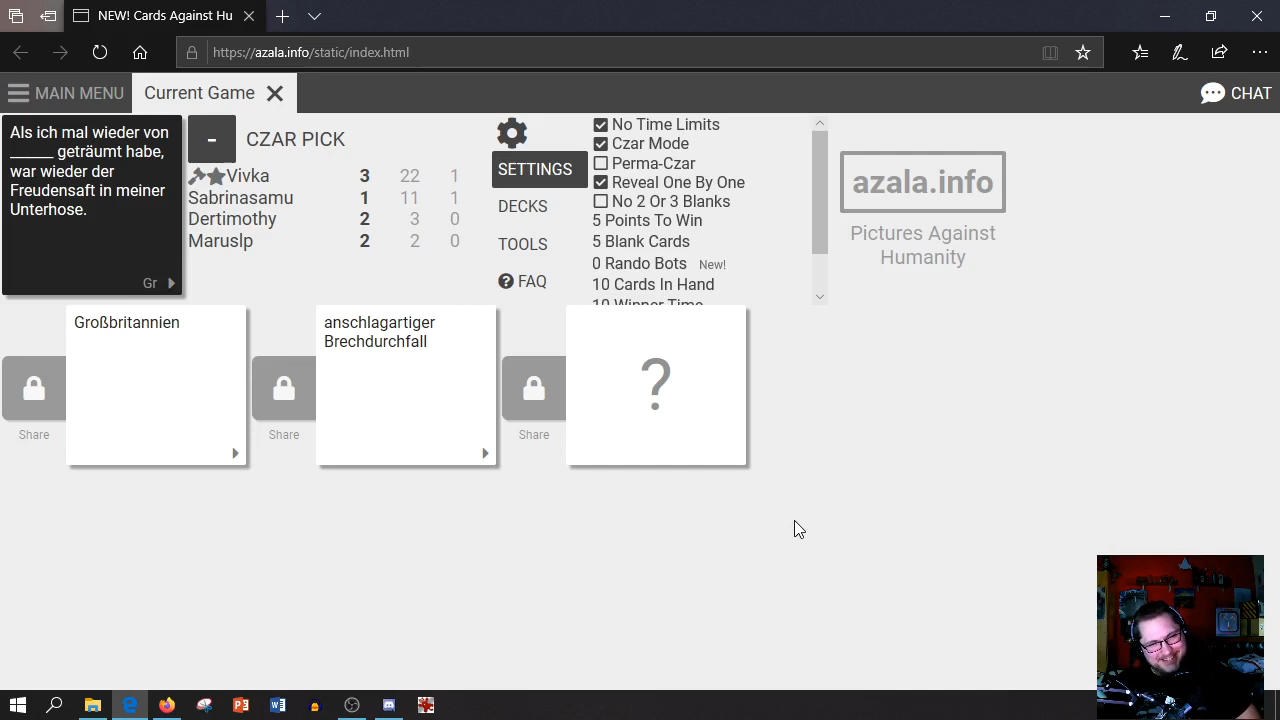 NEW! Cards Against Hu
https://azala.info/static/index.html
MAIN MENU
Current Game
CHAT
Als ich mal wieder von
______ geträumt habe,
war wieder der
Freudensaft in meiner
Unterhose.
Gr
-
CZAR PICK
Vivka 3 22 1
Sabrinasamu 1 11 1
Dertimothy 2 3 0
Maruslp 2 2 0
SETTINGS
DECKS
TOOLS
? FAQ
No Time Limits
Czar Mode
Perma-Czar
Reveal One By One
No 2 Or 3 Blanks
5 Points To Win
5 Blank Cards
0 Rando Bots New!
10 Cards In Hand
10 Winner Time
azala.info
Pictures Against
Humanity
Großbritannien
Share
anschlagartiger
Brechdurchfall
Share
?
Share